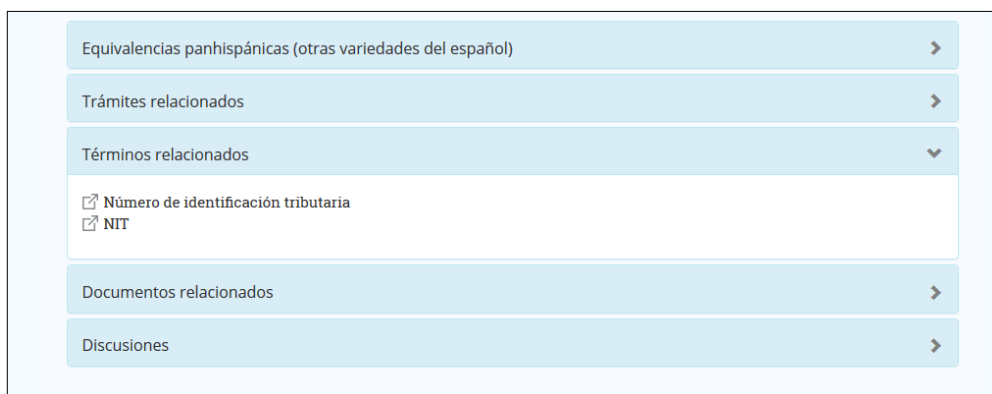 Equivalencias panhispánicas (otras variedades del español)
Trámites relacionados
Términos relacionados
Número de identificación tributaria
NIT
Documentos relacionados
Discusiones